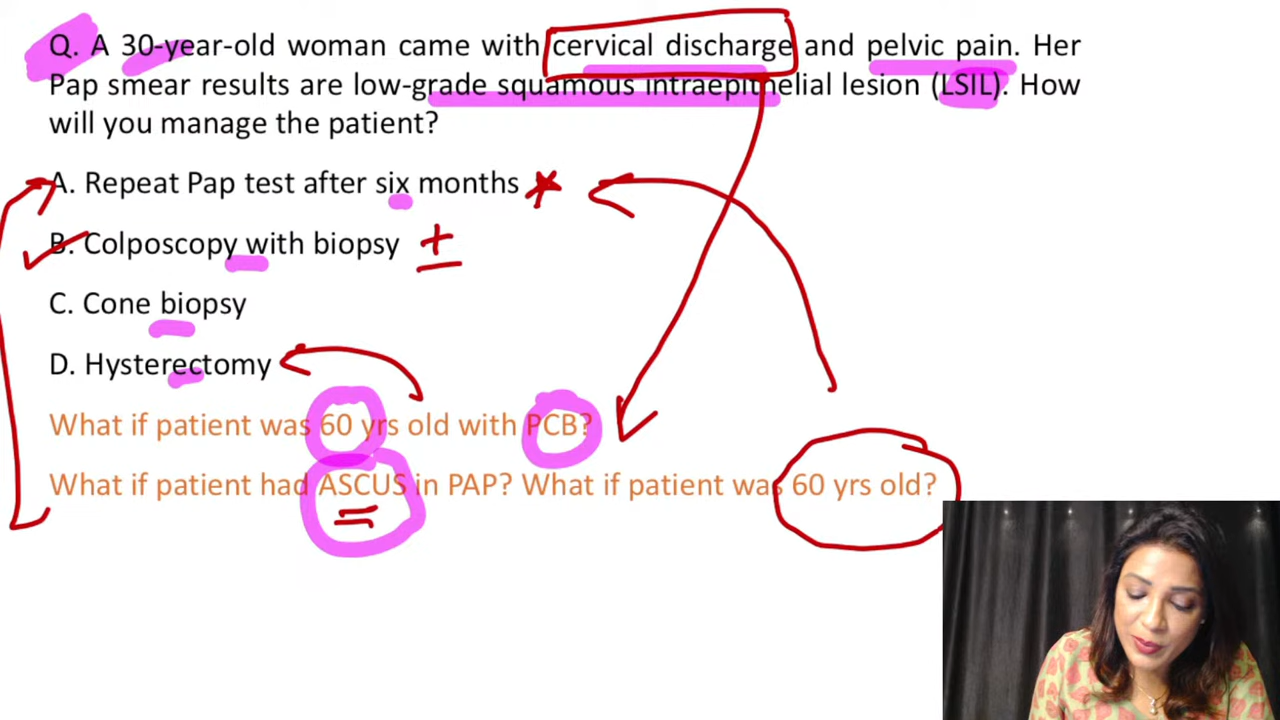 Q. A 30-year-old woman came with cervical discharge and pelvic pain. Her
Pap smear results are low-grade squamous intraepithelial lesion (LSIL). How
will you manage the patient?
A. Repeat Pap test after six months
B. Colposcopy with biopsy +
C. Cone biopsy
D. Hysterectomy
What if patient was 60 yrs old with PCB?
What if patient had ASCUS in PAP? What if patient was 60 yrs old?